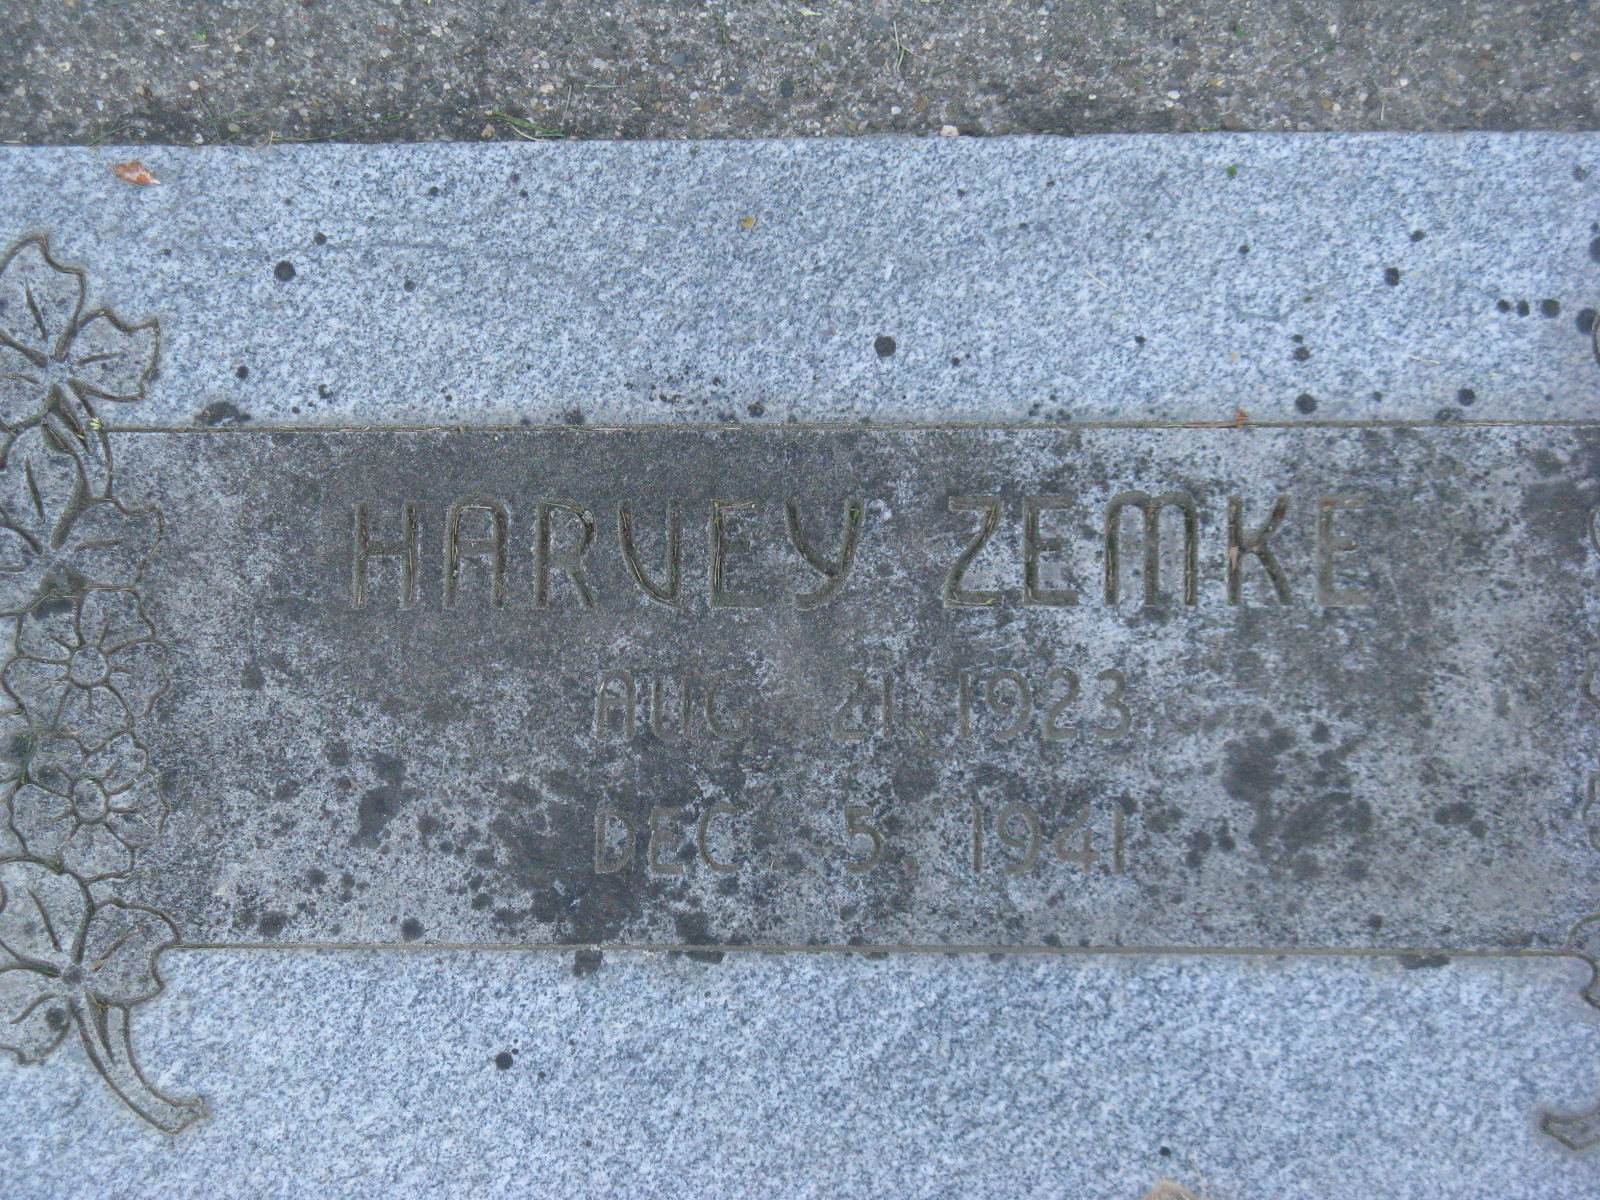 HARVEY ZEMKE
AUG. 21, 1923
DEC. 5, 1941